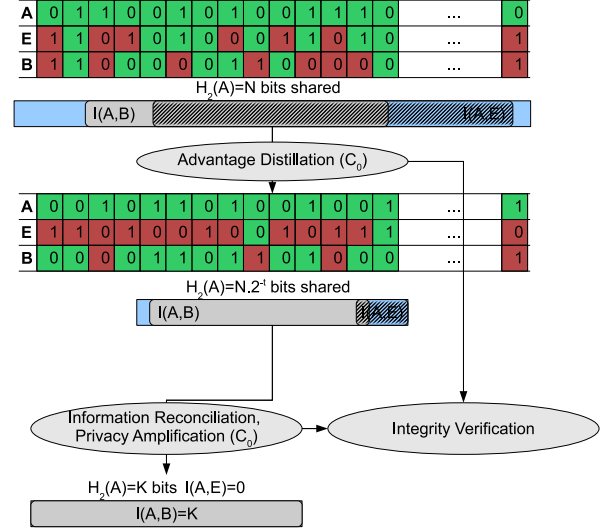 A 0 1 1 0 0 1 0 1 0 0 1 1 1 0 ... 0
E 1 1 0 1 0 1 0 0 0 1 1 0 1 0 ... 1
B 1 1 0 0 0 0 0 1 1 0 0 0 0 0 ... 1
H2(A)=N bits shared
I(A,B) I(A,E)
Advantage Distillation (C0)
A 0 0 1 0 1 1 0 1 0 0 1 0 0 1 ... 1
E 1 1 0 1 0 0 1 0 0 1 0 1 1 1 ... 0
B 0 0 0 0 1 1 0 1 1 0 0 0 0 0 ... 1
H2(A)=N.2-t bits shared
I(A,B) I(A,E)
Information Reconciliation,
Privacy Amplification (C0)
Integrity Verification
H2(A)=K bits I(A,E)=0
I(A,B)=K